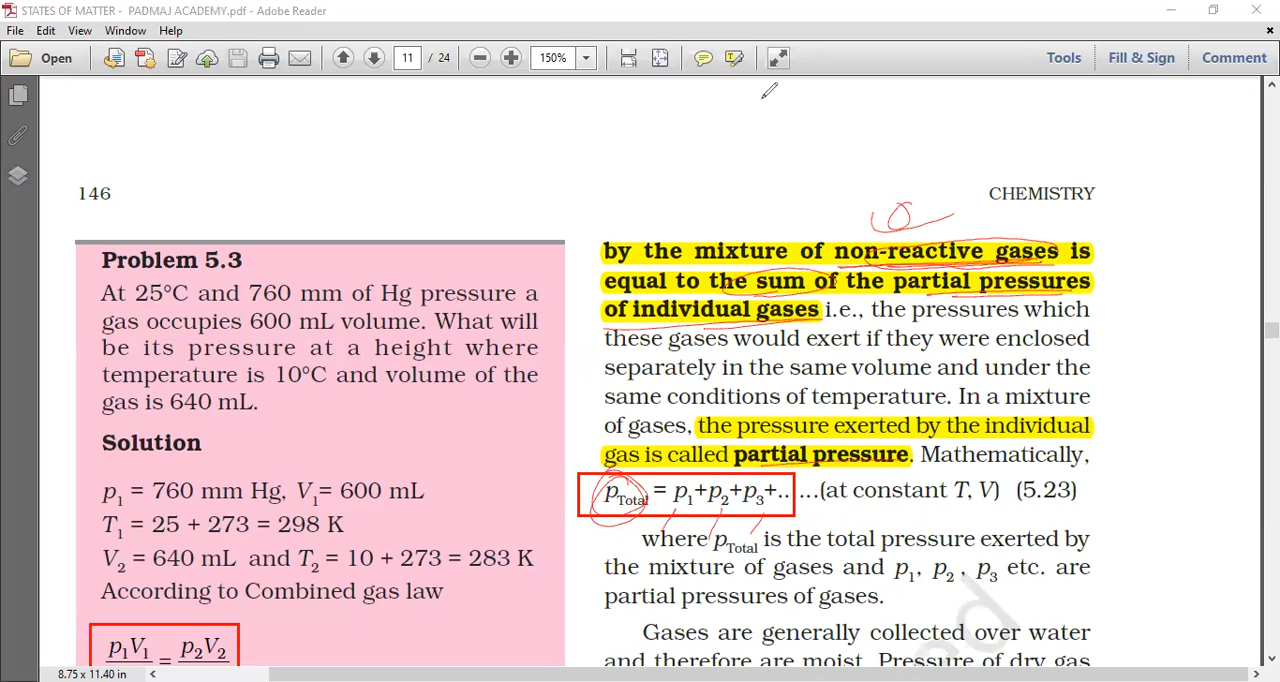 STATES OF MATTER - PADMAJ ACADEMY.pdf - Adobe Reader
File Edit View Window Help
Open 11 / 24 150% Tools Fill & Sign Comment
146
CHEMISTRY
Problem 5.3
At 25°C and 760 mm of Hg pressure a
gas occupies 600 mL volume. What will
be its pressure at a height where
temperature is 10°C and volume of the
gas is 640 mL.
Solution
p₁ = 760 mm Hg, V₁= 600 mL
T₁ = 25 + 273 = 298 K
V₂ = 640 mL and T₂ = 10 + 273 = 283 K
According to Combined gas law
p₁V₁ = p₂V₂
by the mixture of non-reactive gases is
equal to the sum of the partial pressures
of individual gases i.e., the pressures which
these gases would exert if they were enclosed
separately in the same volume and under the
same conditions of temperature. In a mixture
of gases, the pressure exerted by the individual
gas is called partial pressure. Mathematically,
pTotal = p₁+p₂+p₃+.. ...(at constant T, V) (5.23)
where pTotal is the total pressure exerted by
the mixture of gases and p₁, p₂ , p₃ etc. are
partial pressures of gases.
Gases are generally collected over water
and therefore are moist. Pressure of dry gas
8.75 x 11.40 in